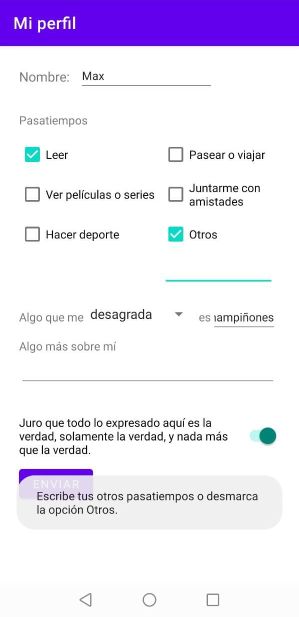 Mi perfil
Nombre: Max
Pasatiempos
Leer
Pasear o viajar
Ver películas o series
Juntarme con
amistades
Hacer deporte
Otros
Algo que me desagrada es hampiñones
Algo más sobre mí
Juro que todo lo expresado aquí es la
verdad, solamente la verdad, y nada más
que la verdad.
ENVIAR
Escribe tus otros pasatiempos o desmarca
la opción Otros.